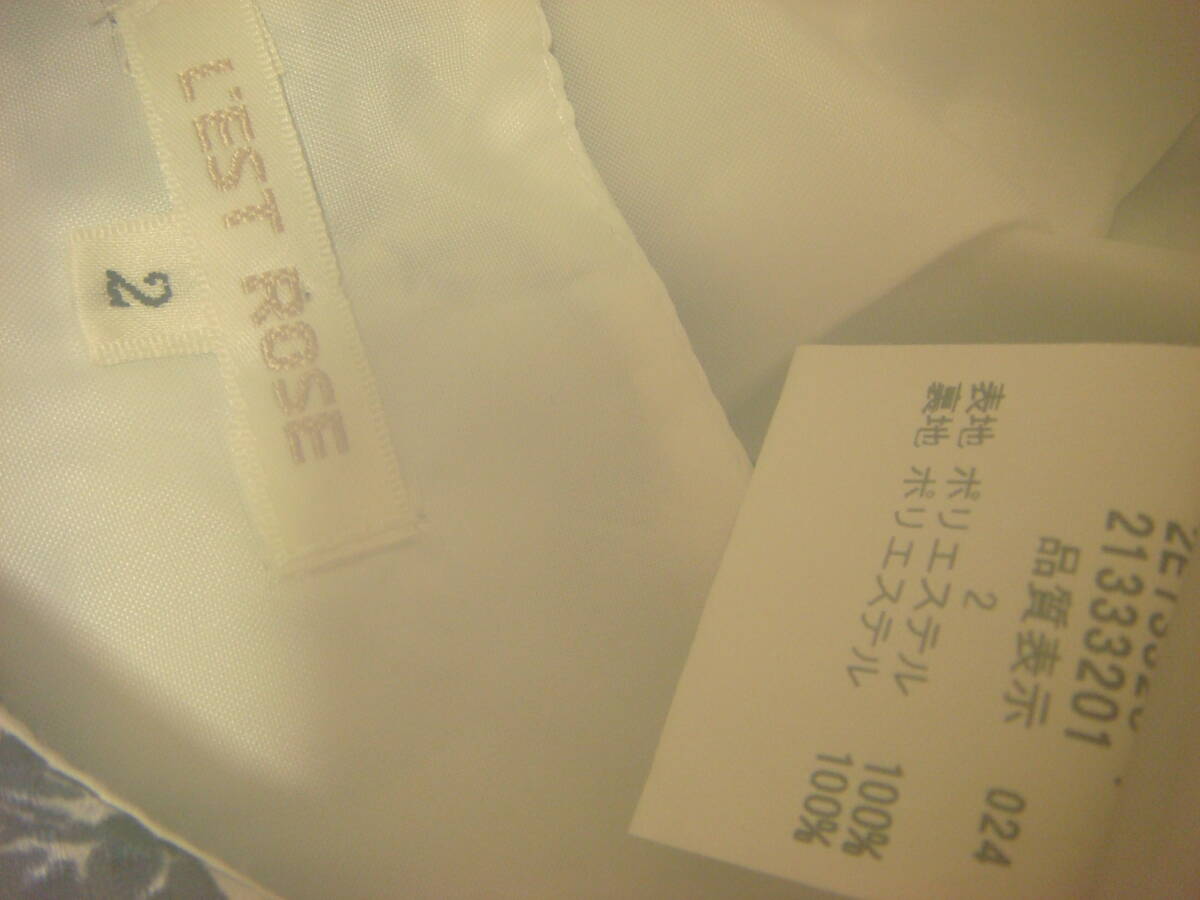 L'EST ROSE
2
21333201
品質表示 024
2
表地 ポリエステル 100%
裏地 ポリエステル 100%